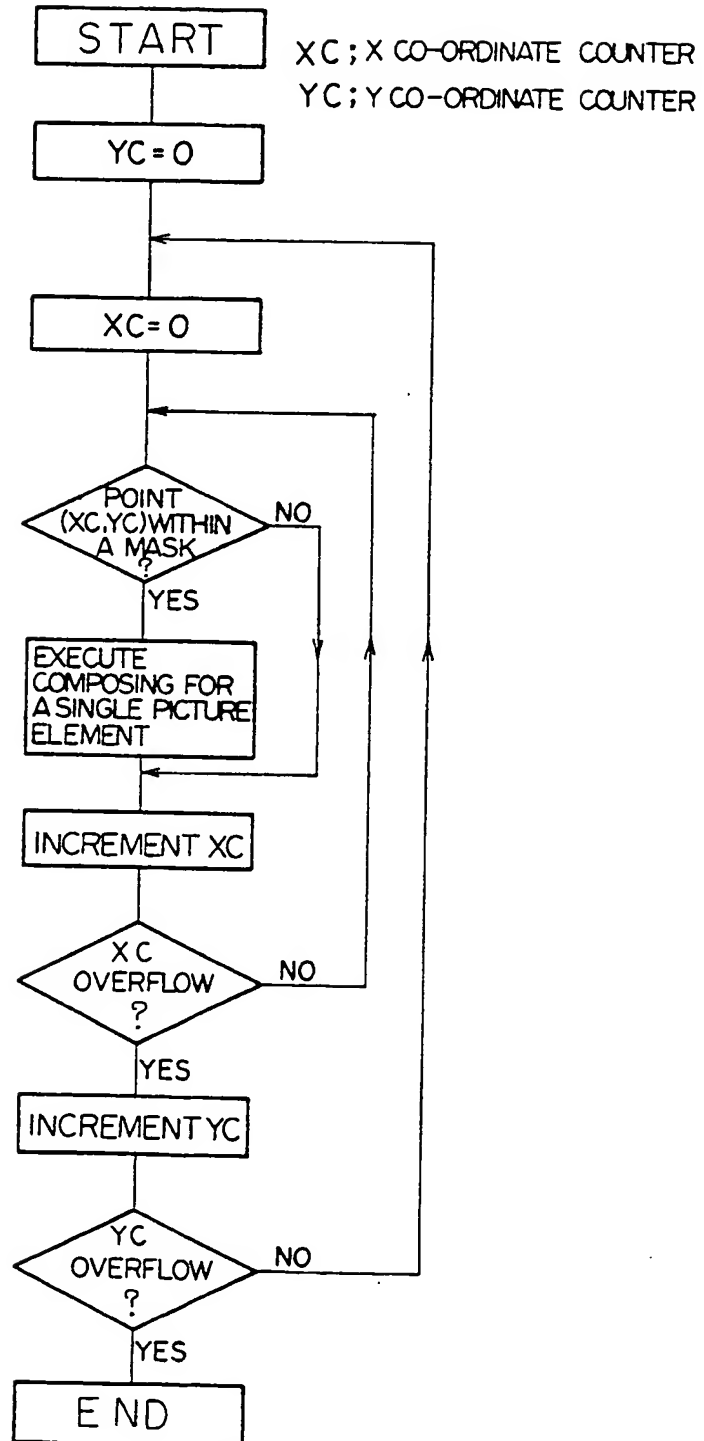 START
XC; X CO-ORDINATE COUNTER
YC; Y CO-ORDINATE COUNTER
YC=0
XC=0
POINT
(XC,YC)WITHIN
A MASK
?
NO
YES
EXECUTE
COMPOSING FOR
A SINGLE PICTURE
ELEMENT
INCREMENT XC
XC
OVERFLOW
?
NO
YES
INCREMENT YC
YC
OVERFLOW
?
NO
YES
END